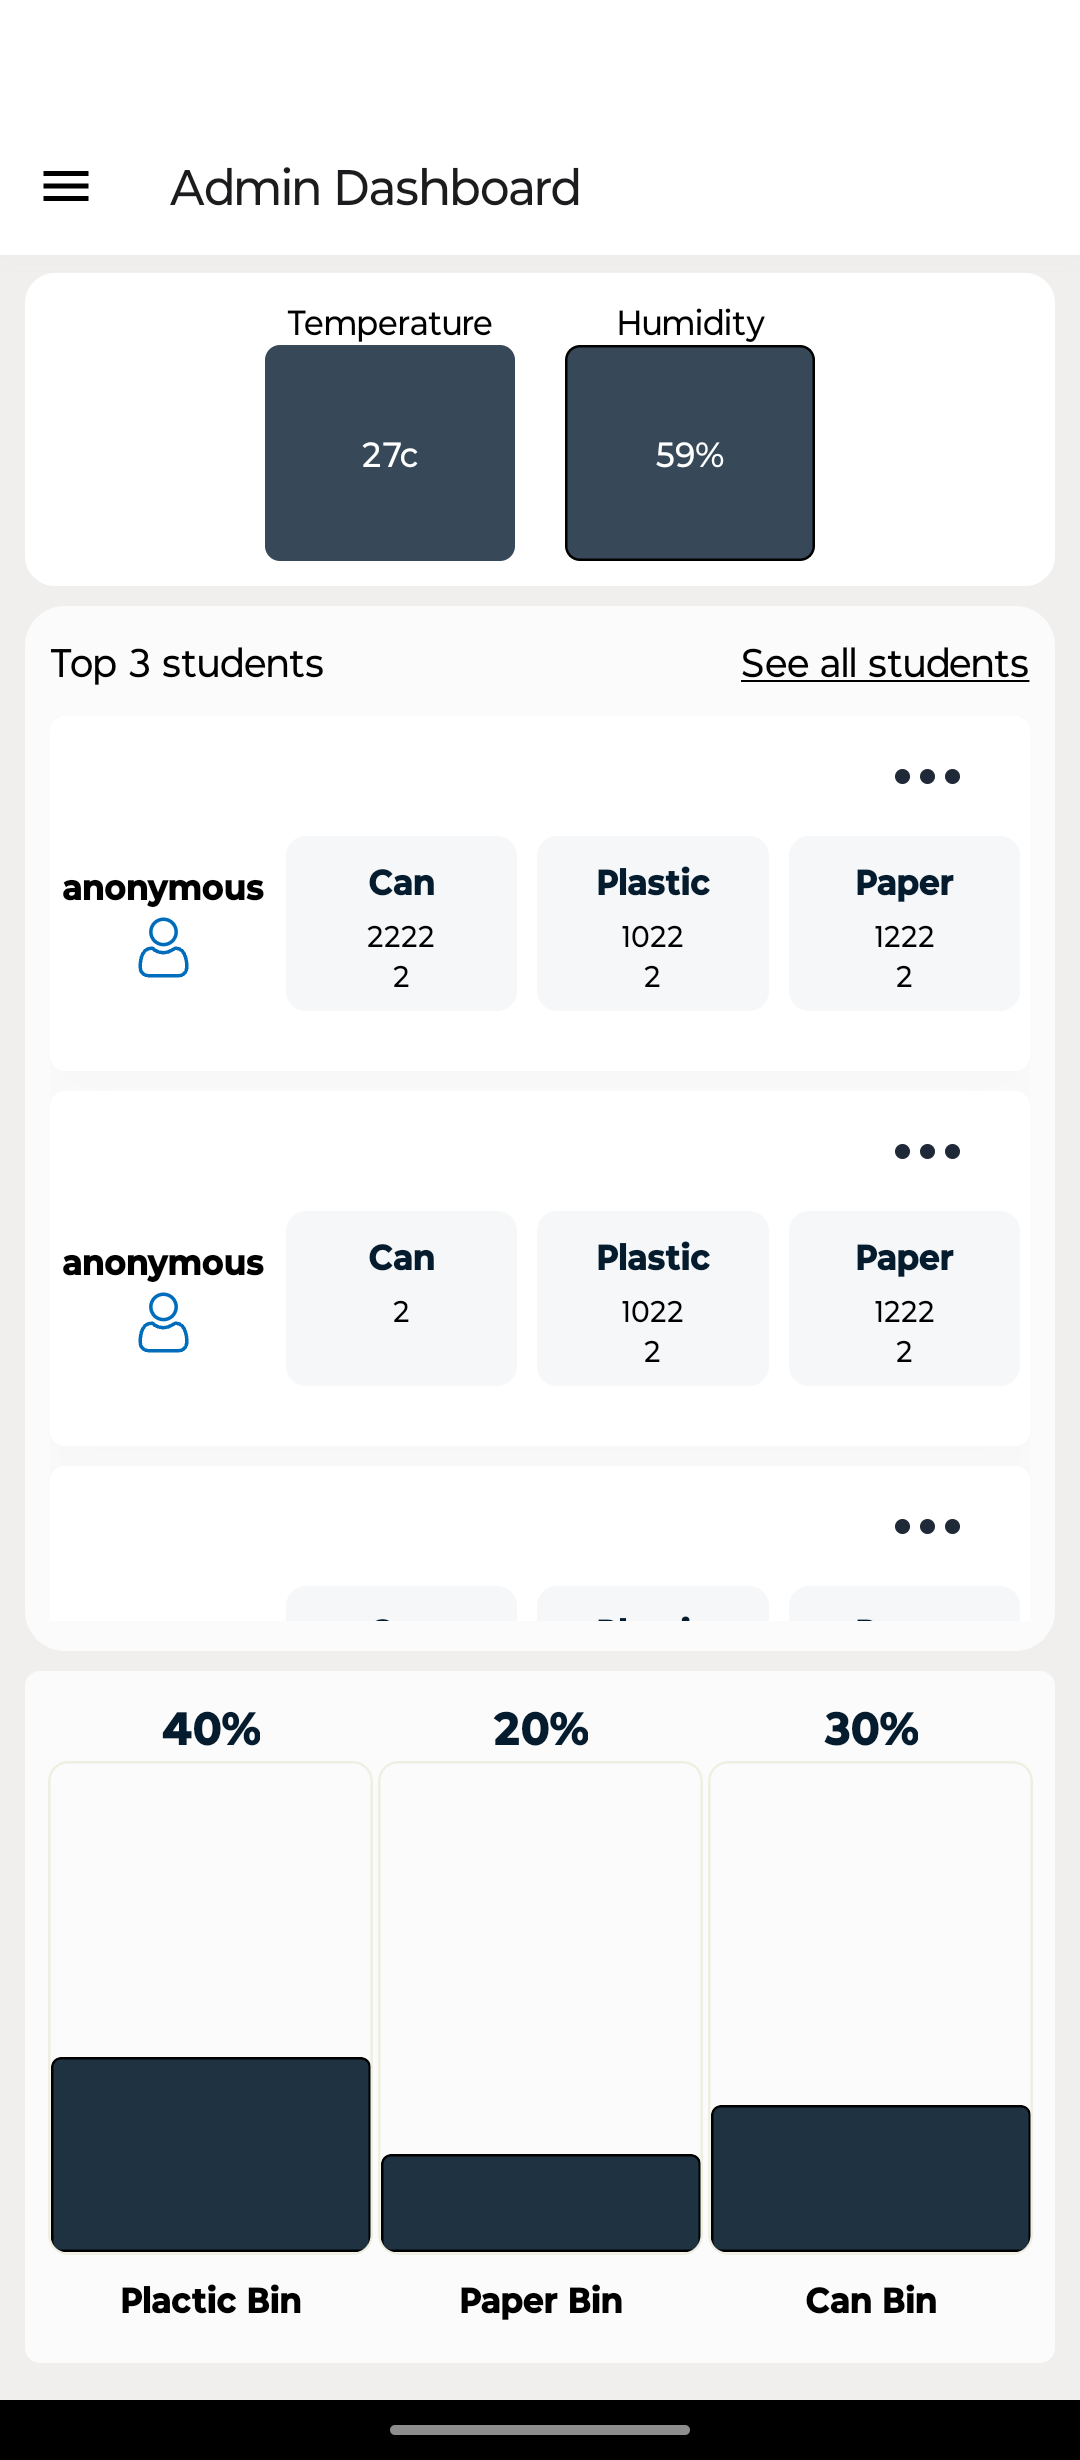 Admin Dashboard
Temperature Humidity
27c 59%
Top 3 students See all students
anonymous
Can Plastic Paper
2222 1022 1222
2 2 2
anonymous
Can Plastic Paper
2 1022 1222
2 2
40% 20% 30%
Plactic Bin Paper Bin Can Bin